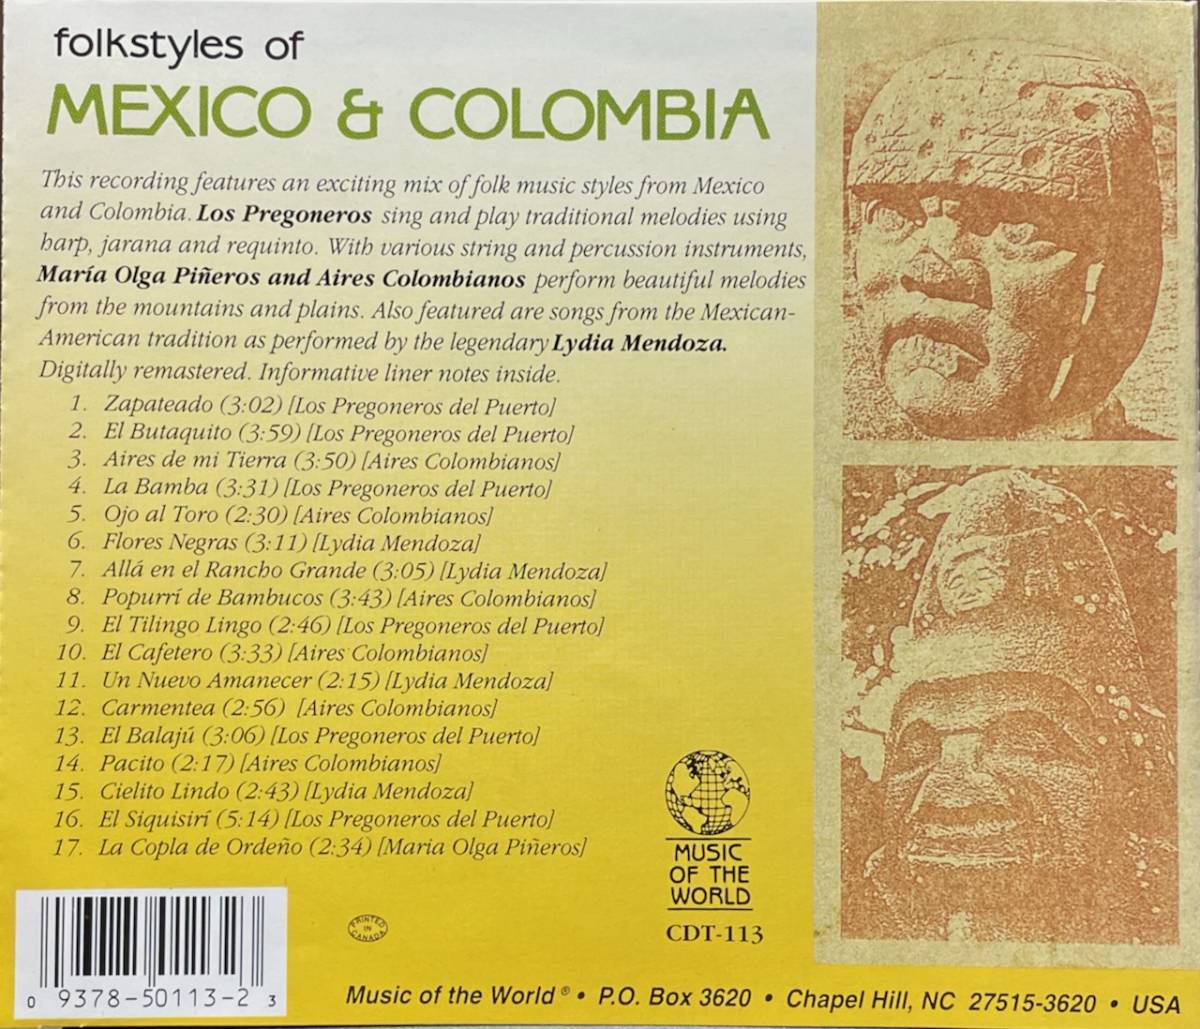 folkstyles of
MEXICO & COLOMBIA
This recording features an exciting mix of folk music styles from Mexico
and Colombia. Los Pregoneros sing and play traditional melodies using
harp, jarana and requinto. With various string and percussion instruments,
María Olga Piñeros and Aires Colombianos perform beautiful melodies
from the mountains and plains. Also featured are songs from the Mexican-
American tradition as performed by the legendary Lydia Mendoza.
Digitally remastered. Informative liner notes inside.
1. Zapateado (3:02) [Los Pregoneros del Puerto]
2. El Butaquito (3:59) [Los Pregoneros del Puerto]
3. Aires de mi Tierra (3:50) [Aires Colombianos]
4. La Bamba (3:31) [Los Pregoneros del Puerto]
5. Ojo al Toro (2:30) [Aires Colombianos]
6. Flores Negras (3:11) [Lydia Mendoza]
7. Allá en el Rancho Grande (3:05) [Lydia Mendoza]
8. Popurrí de Bambucos (3:43) [Aires Colombianos]
9. El Tilingo Lingo (2:46) [Los Pregoneros del Puerto]
10. El Cafetero (3:33) [Aires Colombianos]
11. Un Nuevo Amanecer (2:15) [Lydia Mendoza]
12. Carmentea (2:56) [Aires Colombianos]
13. El Balajú (3:06) [Los Pregoneros del Puerto]
14. Pacito (2:17) [Aires Colombianos]
15. Cielito Lindo (2:43) [Lydia Mendoza]
16. El Siquisirí (5:14) [Los Pregoneros del Puerto]
17. La Copla de Ordeño (2:34) [Maria Olga Piñeros]
MUSIC
OF THE
WORLD
CDT-113
PRINTED
IN
CANADA
0 9378-50113-2 3
Music of the World® • P.O. Box 3620 • Chapel Hill, NC 27515-3620 • USA